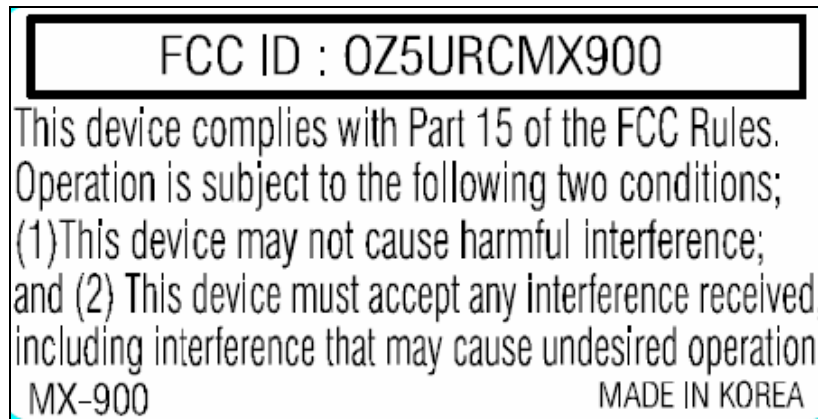 FCC ID : OZ5URCMX900
This device complies with Part 15 of the FCC Rules.
Operation is subject to the following two conditions;
(1)This device may not cause harmful interference;
and (2) This device must accept any interference received,
including interference that may cause undesired operation
MX-900 MADE IN KOREA